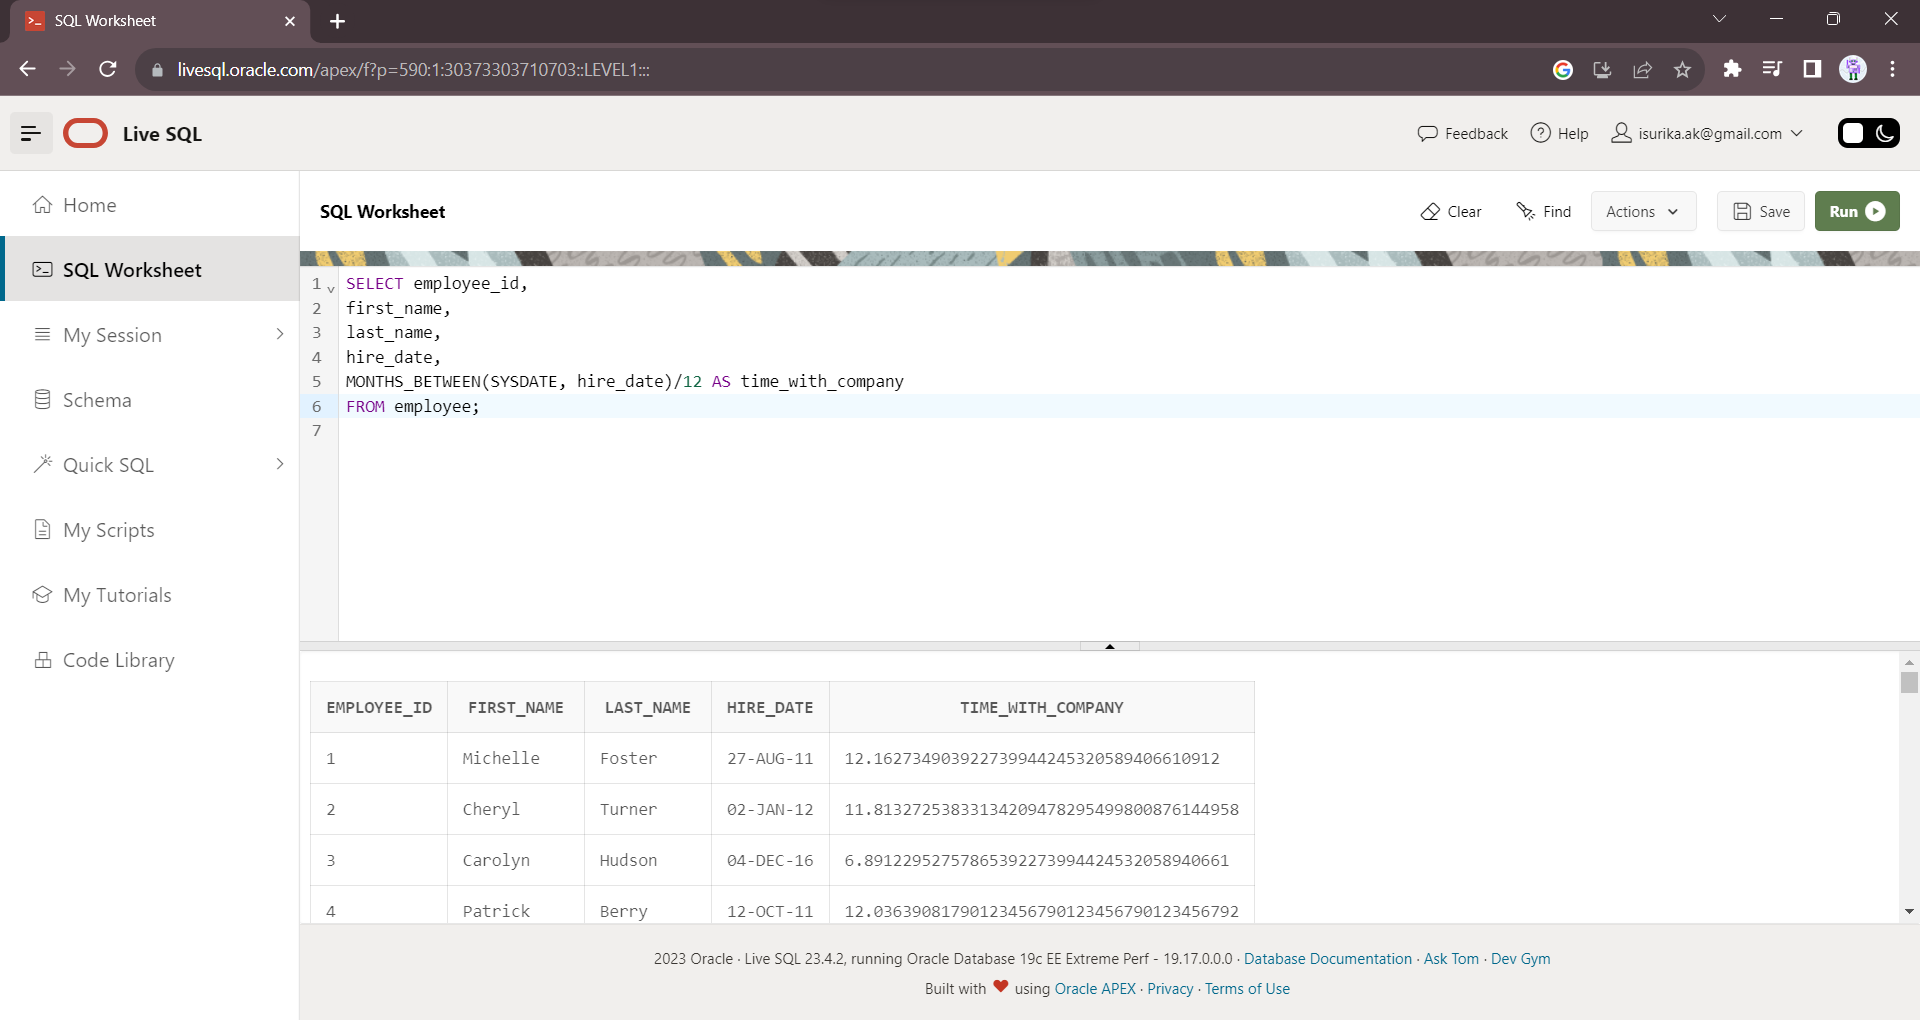 SQL Worksheet
livesql.oracle.com/apex/f?p=590:1:30373303710703::LEVEL1:::
Live SQL
Feedback
Help
isurika.ak@gmail.com
Home
SQL Worksheet
My Session
Schema
Quick SQL
My Scripts
My Tutorials
Code Library
SQL Worksheet
Clear
Find
Actions
Save
Run
1 SELECT employee_id,
2 first_name,
3 last_name,
4 hire_date,
5 MONTHS_BETWEEN(SYSDATE, hire_date)/12 AS time_with_company
6 FROM employee;
7
EMPLOYEE_ID FIRST_NAME LAST_NAME HIRE_DATE TIME_WITH_COMPANY
1 Michelle Foster 27-AUG-11 12.1627349039227399442453205894066109​12
2 Cheryl Turner 02-JAN-12 11.81327253833134209478295499800876144958
3 Carolyn Hudson 04-DEC-16 6.89122952757865392273994424532058940661
4 Patrick Berry 12-OCT-11 12.03639081790123456790123456790123456792
2023 Oracle · Live SQL 23.4.2, running Oracle Database 19c EE Extreme Perf - 19.17.0.0.0 · Database Documentation · Ask Tom · Dev Gym
Built with ❤ using Oracle APEX · Privacy · Terms of Use